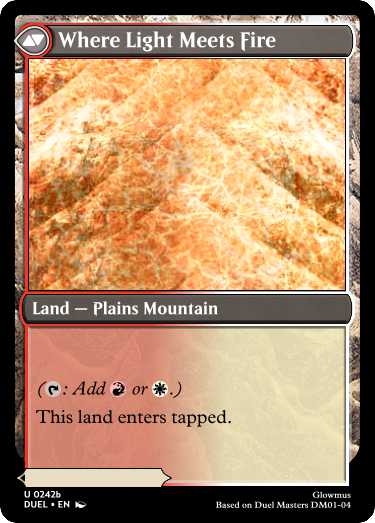 Where Light Meets Fire
Land — Plains Mountain
(: Add or .)
This land enters tapped.
U 0242b
DUEL • EN
Glowmus
Based on Duel Masters DM01-04